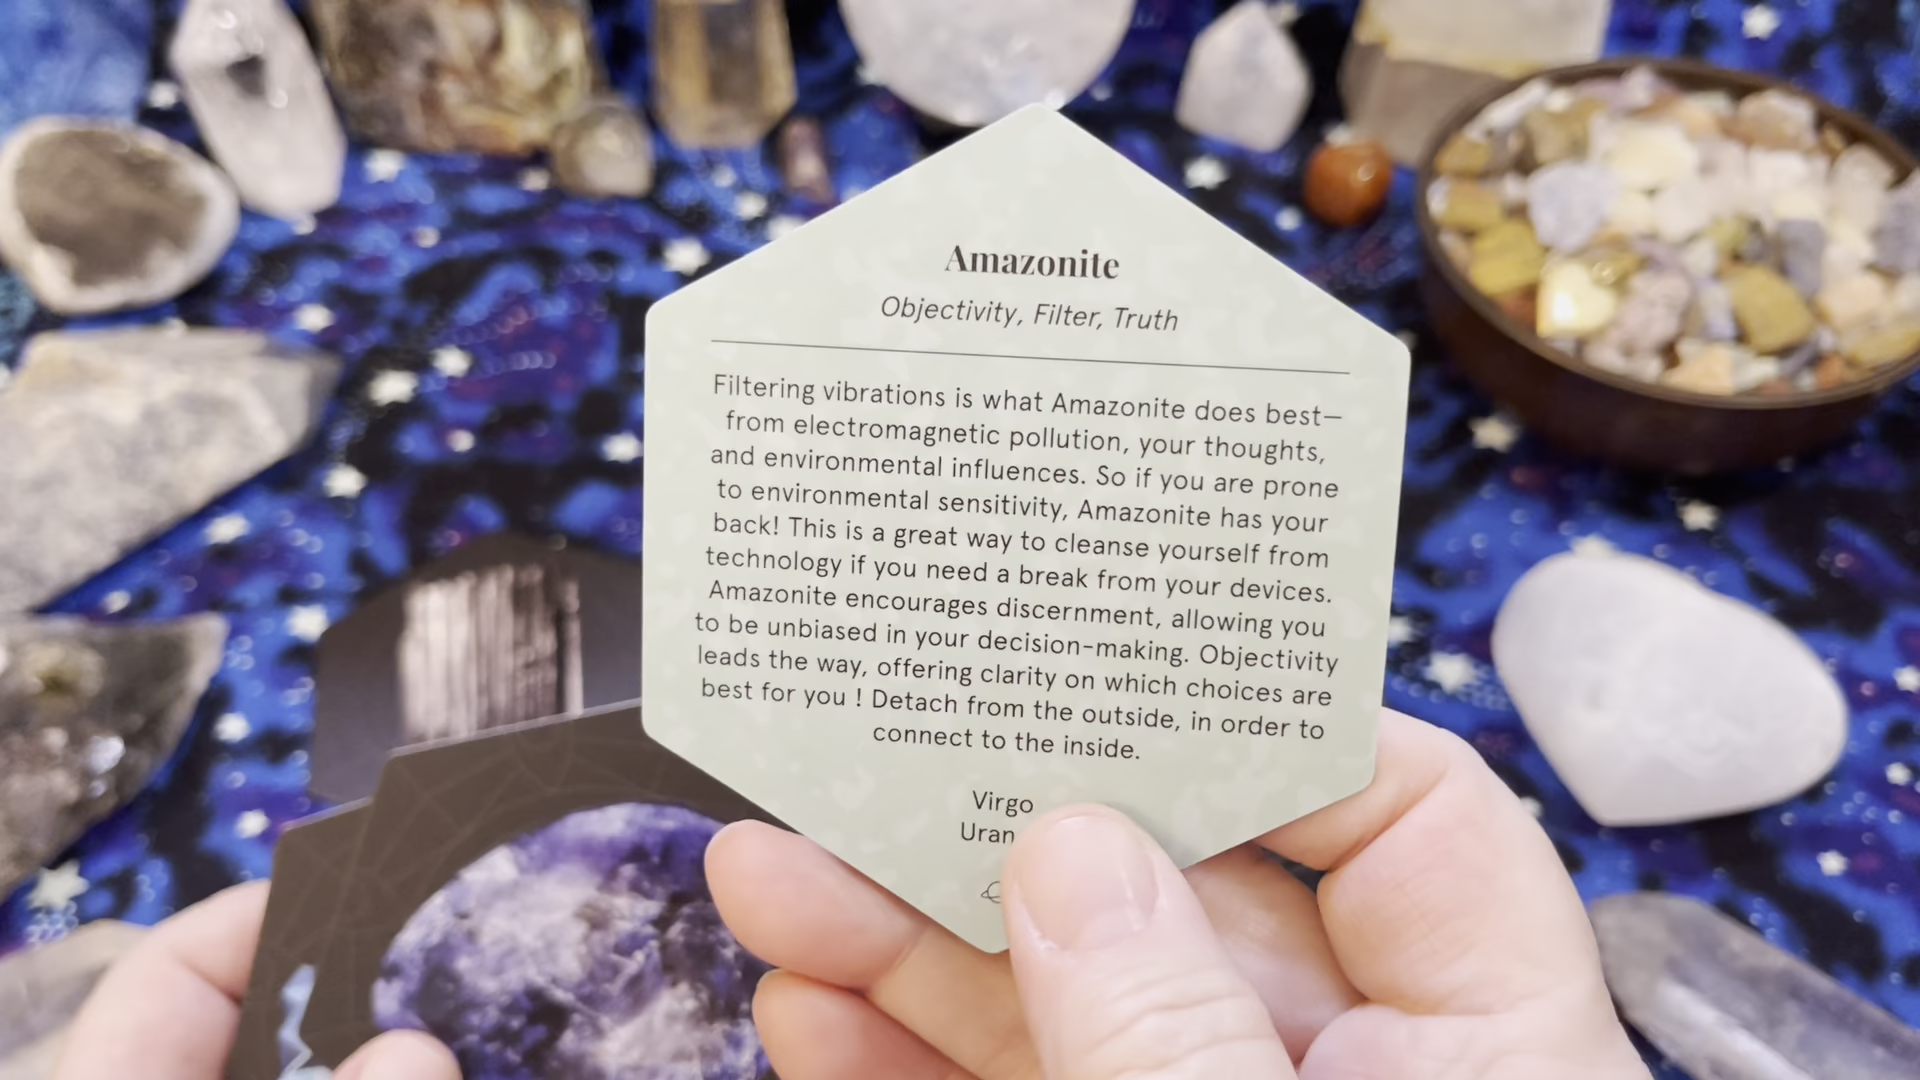 Amazonite
Objectivity, Filter, Truth
Filtering vibrations is what Amazonite does best—
from electromagnetic pollution, your thoughts,
and environmental influences. So if you are prone
to environmental sensitivity, Amazonite has your
back! This is a great way to cleanse yourself from
technology if you need a break from your devices.
Amazonite encourages discernment, allowing you
to be unbiased in your decision-making. Objectivity
leads the way, offering clarity on which choices are
best for you ! Detach from the outside, in order to
connect to the inside.
Virgo